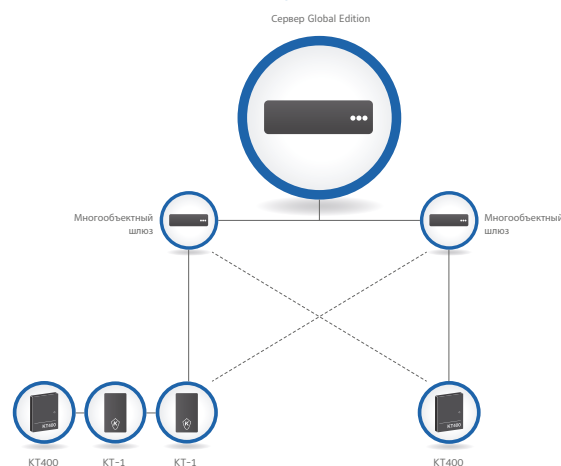 Сервер Global Edition
Многообъектный
шлюз
Многообъектный
шлюз
KT400
K
K
KT400
KT400
KT-1
KT-1
KT400